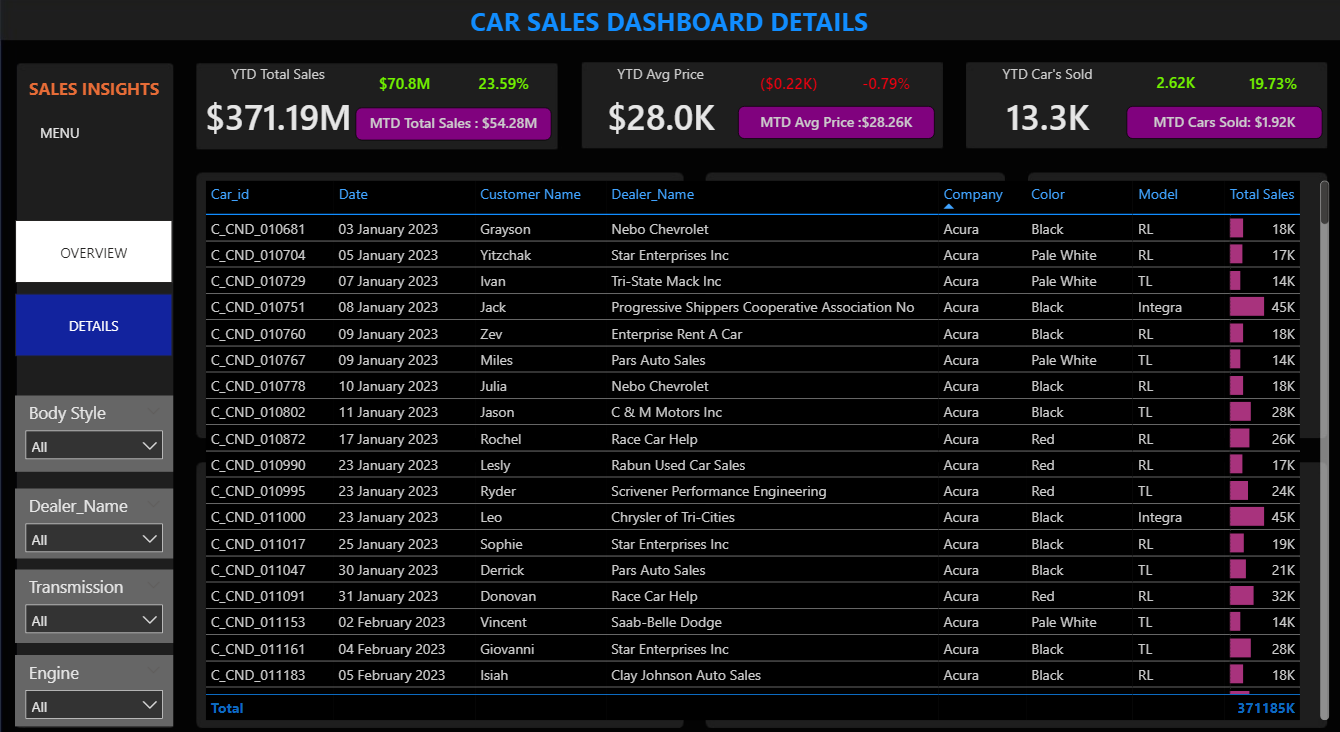 CAR SALES DASHBOARD DETAILS
SALES INSIGHTS
MENU
OVERVIEW
DETAILS
Body Style
All
Dealer_Name
All
Transmission
All
Engine
All
YTD Total Sales
$70.8M 23.59%
$371.19M
MTD Total Sales : $54.28M
YTD Avg Price
($0.22K) -0.79%
$28.0K
MTD Avg Price :$28.26K
YTD Car's Sold
2.62K 19.73%
13.3K
MTD Cars Sold: $1.92K
Car_id Date Customer Name Dealer_Name Company Color Model Total Sales
C_CND_010681 03 January 2023 Grayson Nebo Chevrolet Acura Black RL 18K
C_CND_010704 05 January 2023 Yitzchak Star Enterprises Inc Acura Pale White RL 17K
C_CND_010729 07 January 2023 Ivan Tri-State Mack Inc Acura Pale White TL 14K
C_CND_010751 08 January 2023 Jack Progressive Shippers Cooperative Association No Acura Black Integra 45K
C_CND_010760 09 January 2023 Zev Enterprise Rent A Car Acura Black RL 18K
C_CND_010767 09 January 2023 Miles Pars Auto Sales Acura Pale White TL 14K
C_CND_010778 10 January 2023 Julia Nebo Chevrolet Acura Black RL 18K
C_CND_010802 11 January 2023 Jason C & M Motors Inc Acura Black TL 28K
C_CND_010872 17 January 2023 Rochel Race Car Help Acura Red RL 26K
C_CND_010990 23 January 2023 Lesly Rabun Used Car Sales Acura Red RL 17K
C_CND_010995 23 January 2023 Ryder Scrivener Performance Engineering Acura Red TL 24K
C_CND_011000 23 January 2023 Leo Chrysler of Tri-Cities Acura Black Integra 45K
C_CND_011017 25 January 2023 Sophie Star Enterprises Inc Acura Black RL 19K
C_CND_011047 30 January 2023 Derrick Pars Auto Sales Acura Black TL 21K
C_CND_011091 31 January 2023 Donovan Race Car Help Acura Red RL 32K
C_CND_011153 02 February 2023 Vincent Saab-Belle Dodge Acura Pale White TL 14K
C_CND_011161 04 February 2023 Giovanni Star Enterprises Inc Acura Black TL 28K
C_CND_011183 05 February 2023 Isiah Clay Johnson Auto Sales Acura Black RL 18K
Total 371185K